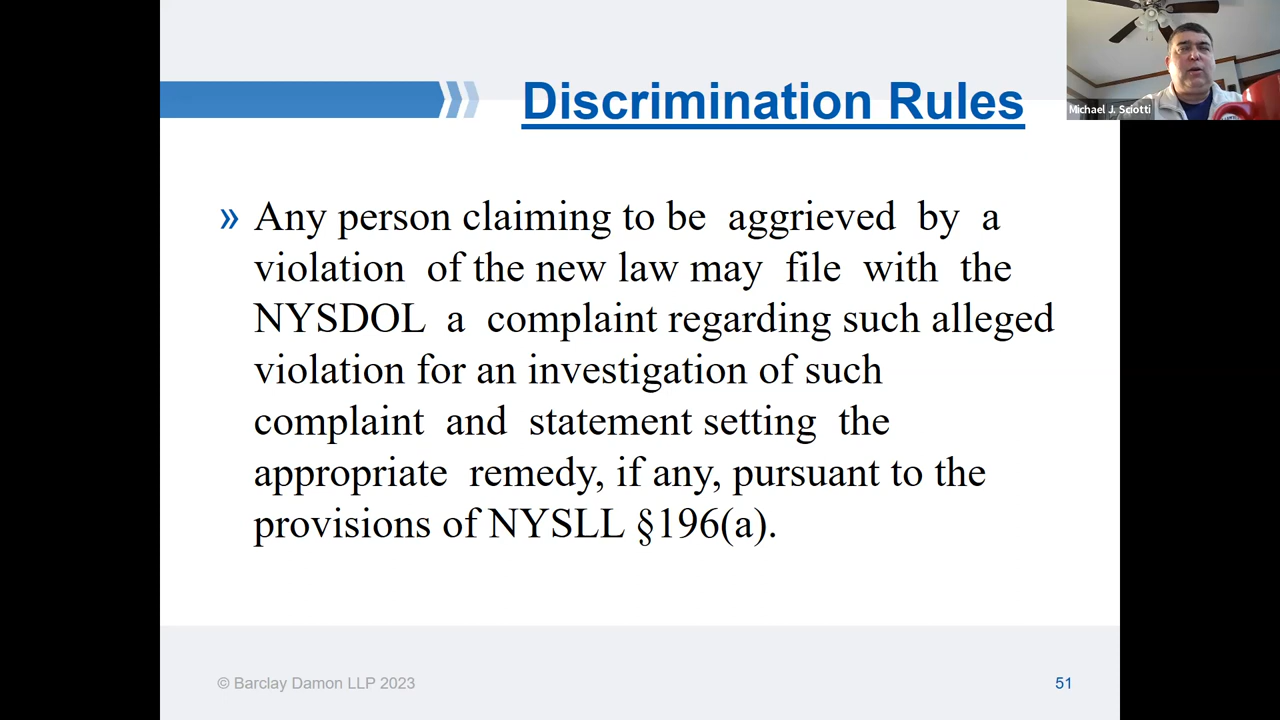 Discrimination Rules
Michael J. Sciotti
» Any person claiming to be aggrieved by a
violation of the new law may file with the
NYSDOL a complaint regarding such alleged
violation for an investigation of such
complaint and statement setting the
appropriate remedy, if any, pursuant to the
provisions of NYSLL §196(a).
© Barclay Damon LLP 2023
51